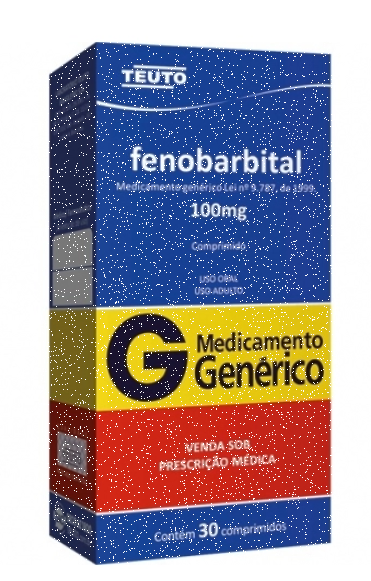 TEUTO
fenobarbital
Medicamento genérico Lei nº 9.787, de 1999
100mg
Comprimido
USO ORAL
USO ADULTO
G Medicamento
Genérico
VENDA SOB
PRESCRIÇÃO MÉDICA
Contém 30 comprimidos